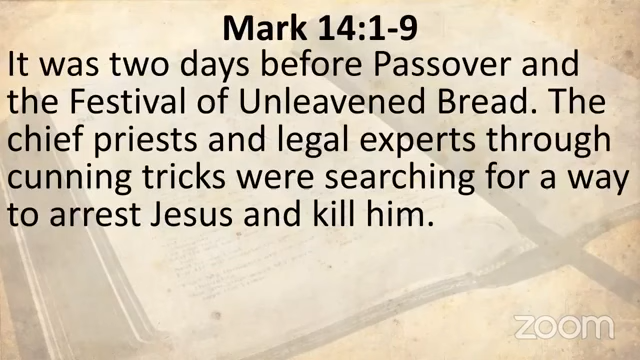 Mark 14:1-9
It was two days before Passover and
the Festival of Unleavened Bread. The
chief priests and legal experts through
cunning tricks were searching for a way
to arrest Jesus and kill him.
zoom